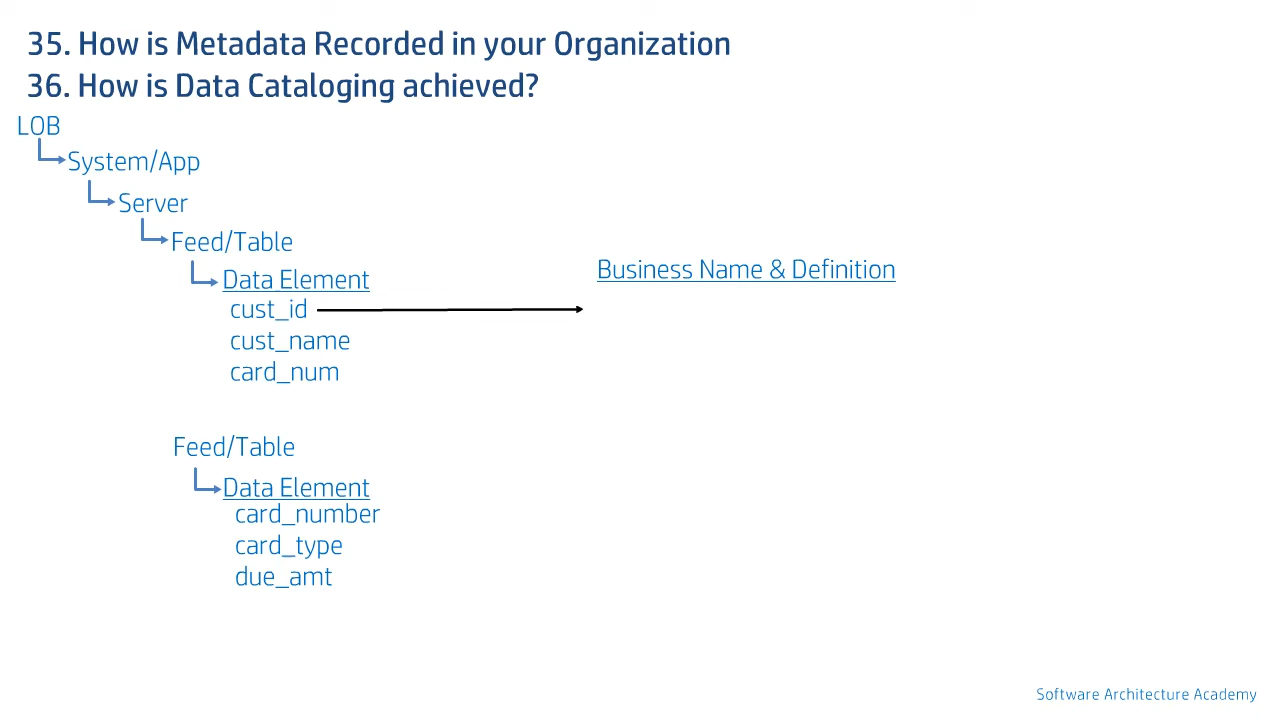 35. How is Metadata Recorded in your Organization
36. How is Data Cataloging achieved?
LOB
System/App
Server
Feed/Table
Data Element
Business Name & Definition
cust_id
cust_name
card_num
Feed/Table
Data Element
card_number
card_type
due_amt
Software Architecture Academy